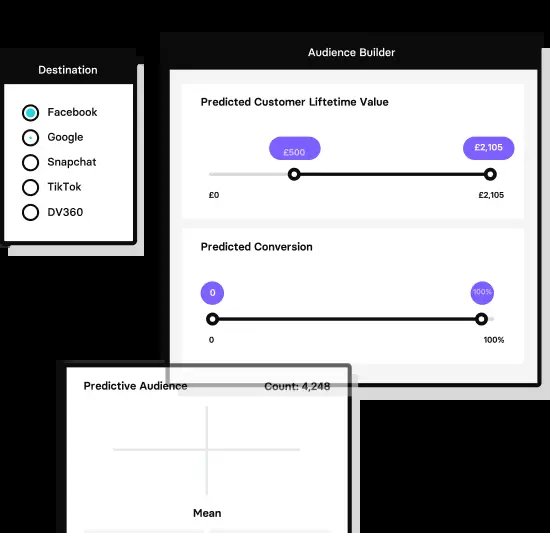 Destination
Facebook
Google
Snapchat
TikTok
DV360
Audience Builder
Predicted Customer Liftetime Value
£500
£2,105
£0
£2,105
Predicted Conversion
0
100%
0
100%
Predictive Audience
Count: 4,248
Mean